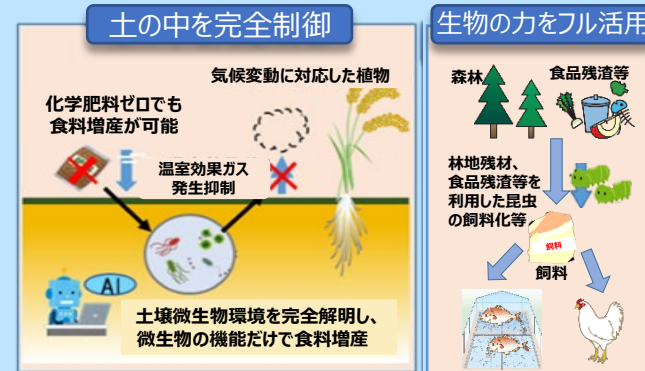 土の中を完全制御
気候変動に対応した植物
化学肥料ゼロでも
食料増産が可能
温室効果ガス
発生抑制
AI
土壌微生物環境を完全解明し、
微生物の機能だけで食料増産
生物の力をフル活用
森林
食品残渣等
林地残材、
食品残渣等を
利用した昆虫
の飼料化等
飼料
飼料